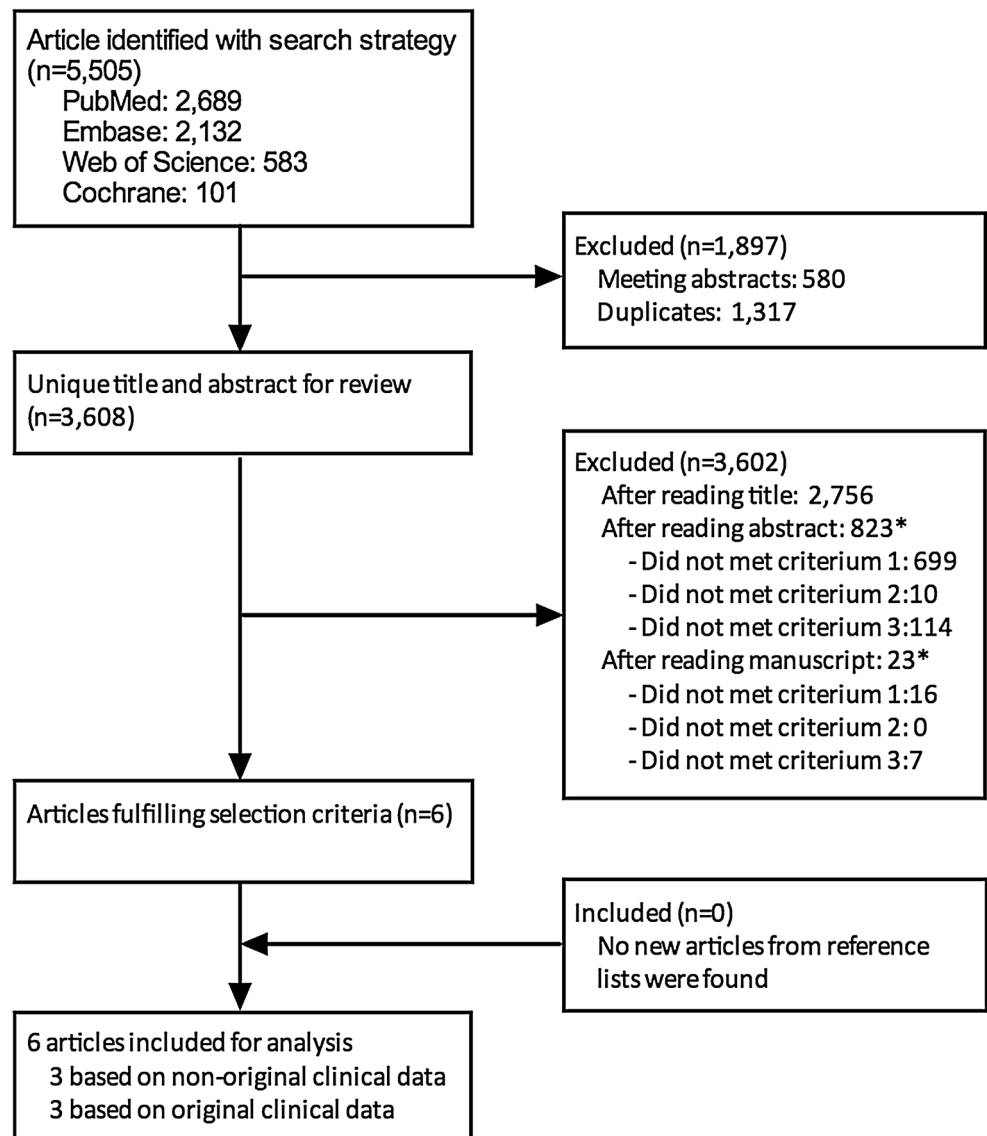 Article identified with search strategy
(n=5,505)
PubMed: 2,689
Embase: 2,132
Web of Science: 583
Cochrane: 101
Excluded (n=1,897)
Meeting abstracts: 580
Duplicates: 1,317
Unique title and abstract for review
(n=3,608)
Excluded (n=3,602)
After reading title: 2,756
After reading abstract: 823*
- Did not met criterium 1: 699
- Did not met criterium 2:10
- Did not met criterium 3:114
After reading manuscript: 23*
- Did not met criterium 1:16
- Did not met criterium 2: 0
- Did not met criterium 3:7
Articles fulfilling selection criteria (n=6)
Included (n=0)
No new articles from reference
lists were found
6 articles included for analysis
3 based on non-original clinical data
3 based on original clinical data